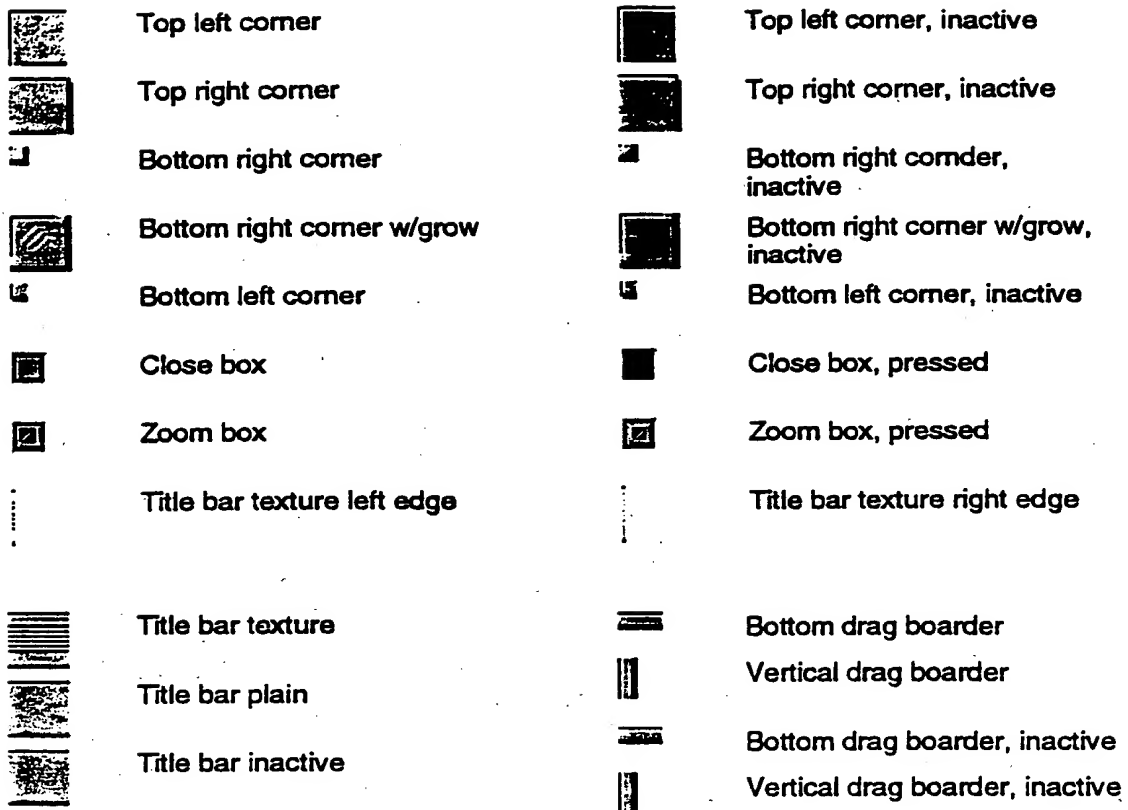 Top left corner
Top right corner
Bottom right corner
Bottom right corner w/grow
Bottom left corner
Close box
Zoom box
Title bar texture left edge
Title bar texture
Title bar plain
Title bar inactive
Top left corner, inactive
Top right corner, inactive
Bottom right cornder,
inactive
Bottom right corner w/grow,
inactive
Bottom left corner, inactive
Close box, pressed
Zoom box, pressed
Title bar texture right edge
Bottom drag boarder
Vertical drag boarder
Bottom drag boarder, inactive
Vertical drag boarder, inactive